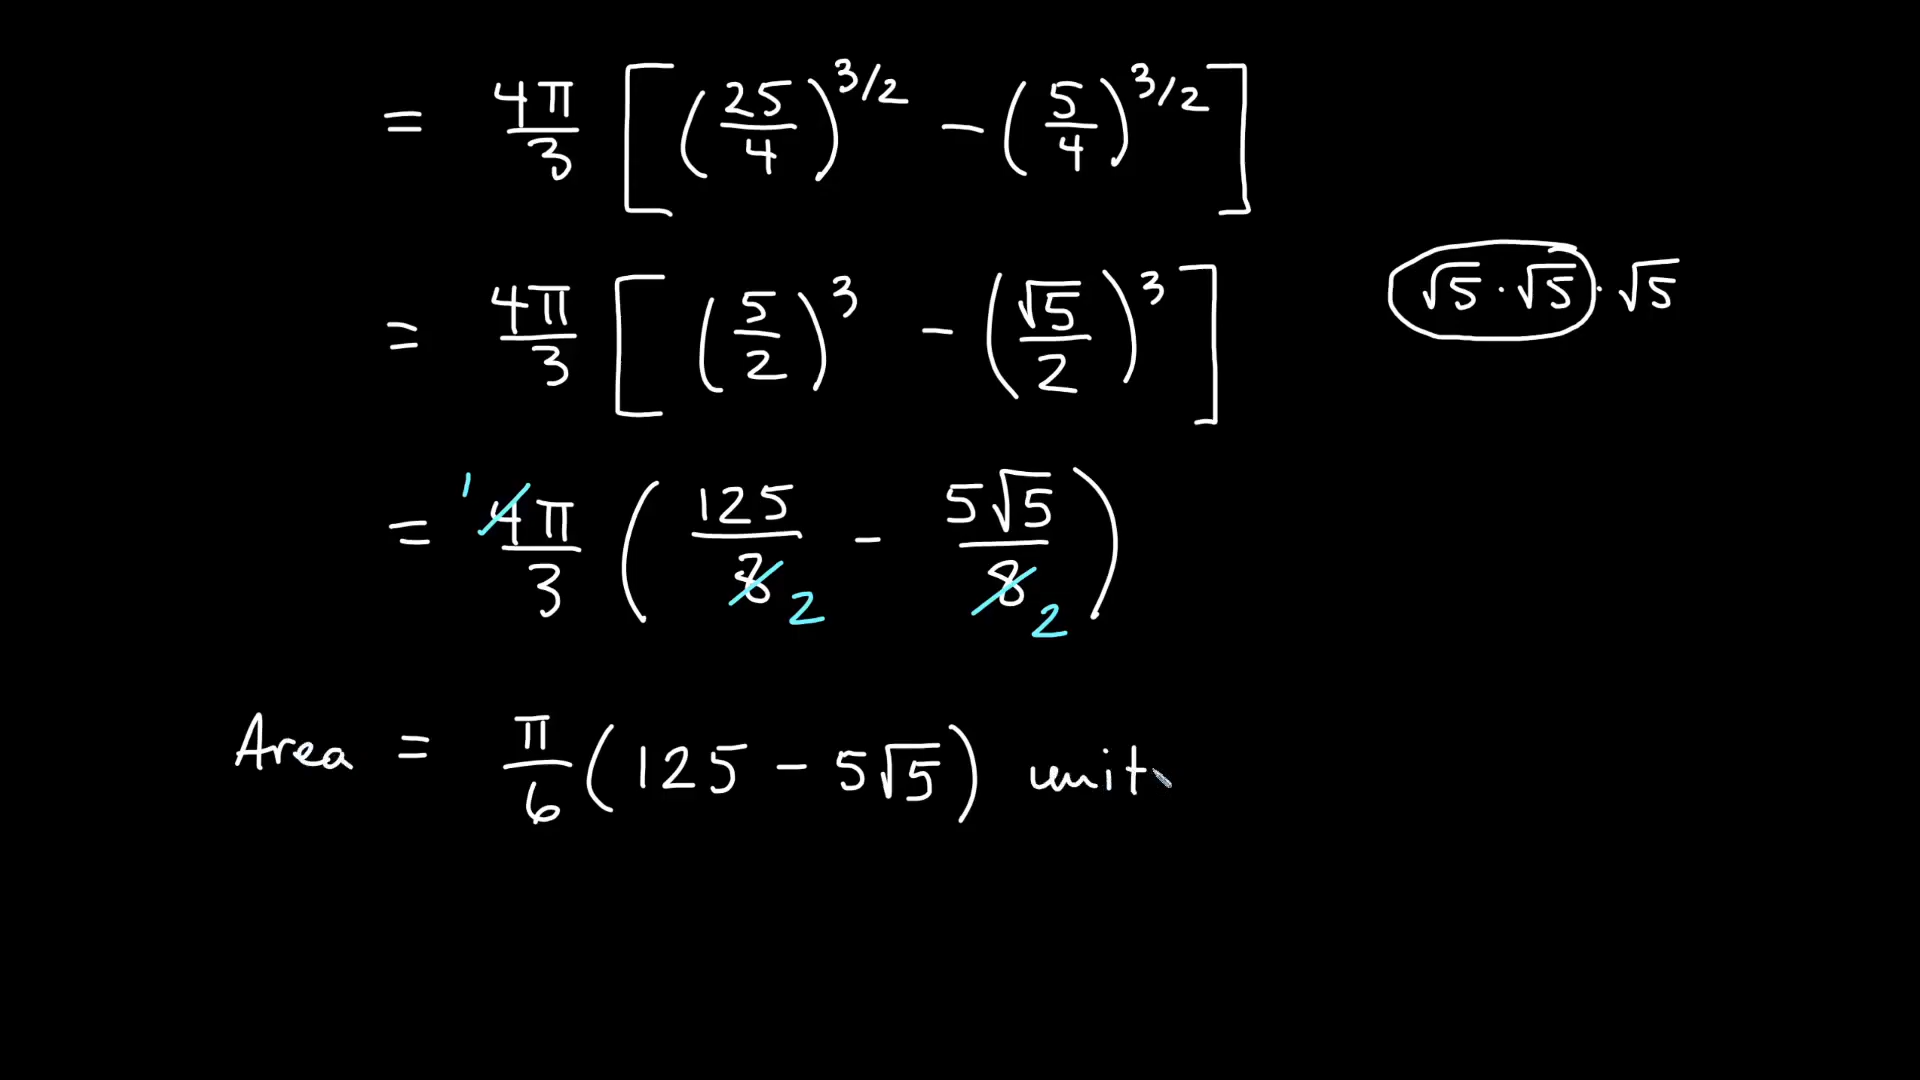 = 4π/3 [ (25/4)^3/2 − (5/4)^3/2 ]
= 4π/3 [ (5/2)^3 − (√5/2)^3 ]
√5 · √5 · √5
= 1 4π/3 ( 125/8 2 − 5√5/8 2 )
Area = π/6 (125 − 5√5) unit